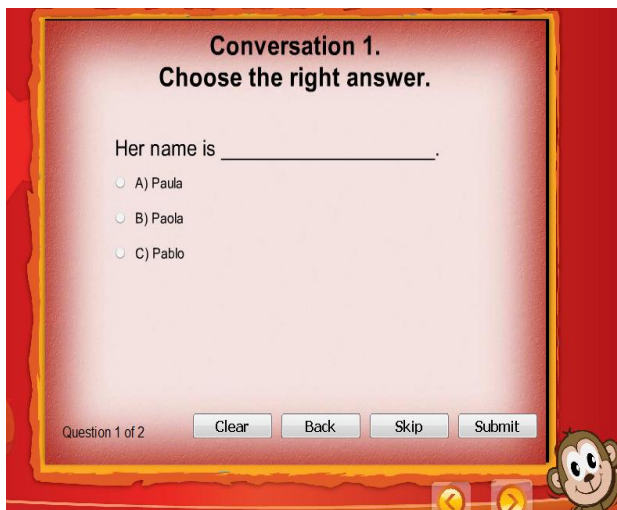 Conversation 1.
Choose the right answer.
Her name is ____________________.
A) Paula
B) Paola
C) Pablo
Question 1 of 2
Clear
Back
Skip
Submit